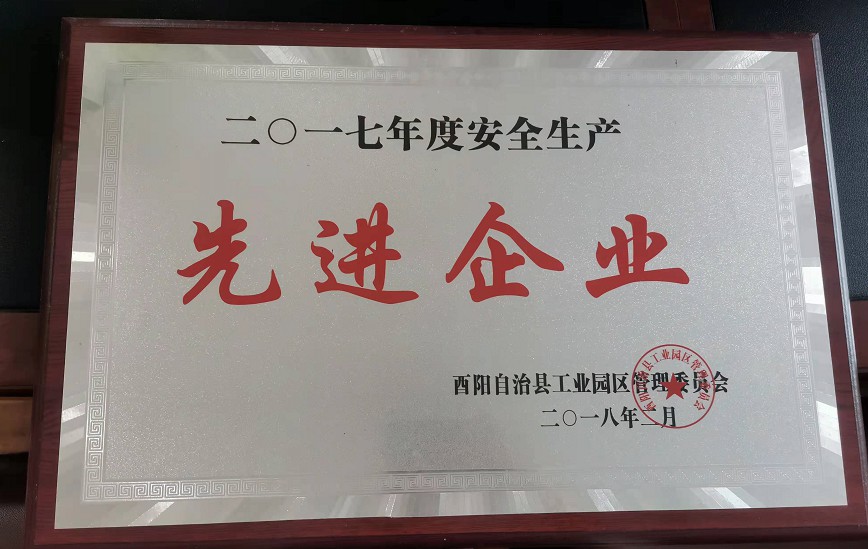 二〇一七年度安全生产
先进企业
酉阳自治县工业园区管理委员会
二〇一八年二月